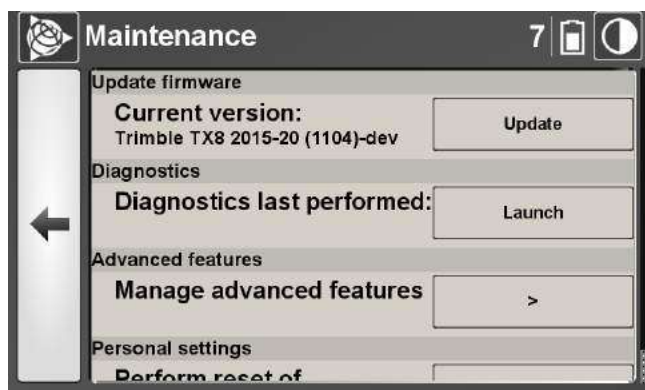 Maintenance
7
Update firmware
Current version:
Trimble TX8 2015-20 (1104)-dev
Update
Diagnostics
Diagnostics last performed:
Launch
Advanced features
Manage advanced features
>
Personal settings
Perform reset of